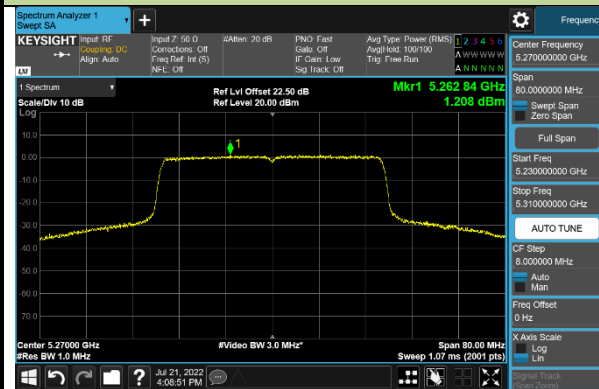 Spectrum Analyzer 1
Swept SA
+
Frequency
KEYSIGHT
Input: RF
Coupling: DC
Align: Auto
Input Z: 50 Ω
Corrections: Off
Freq Ref: Int (S)
NFE: Off
#Atten: 20 dB
PNO: Fast
Gate: Off
IF Gain: Low
Sig Track: Off
Avg Type: Power (RMS)
Avg|Hold: 100/100
Trig: Free Run
1 2 3 4 5 6
A W W W W W
A N N N N N
LXI
1 Spectrum
Scale/Div 10 dB
Log
Ref Lvl Offset 22.50 dB
Ref Level 20.00 dBm
Mkr1 5.262 84 GHz
1.208 dBm
1
10.0
0.00
-10.0
-20.0
-30.0
-40.0
-50.0
-60.0
-70.0
Center 5.27000 GHz
#Res BW 1.0 MHz
#Video BW 3.0 MHz*
Span 80.00 MHz
Sweep 1.07 ms (2001 pts)
Center Frequency
5.270000000 GHz
Span
80.0000000 MHz
Swept Span
Zero Span
Full Span
Start Freq
5.230000000 GHz
Stop Freq
5.310000000 GHz
AUTO TUNE
CF Step
8.000000 MHz
Auto
Man
Freq Offset
0 Hz
X Axis Scale
Log
Lin
Signal Track
(Span Zoom)
?
Jul 21, 2022
4:08:51 PM